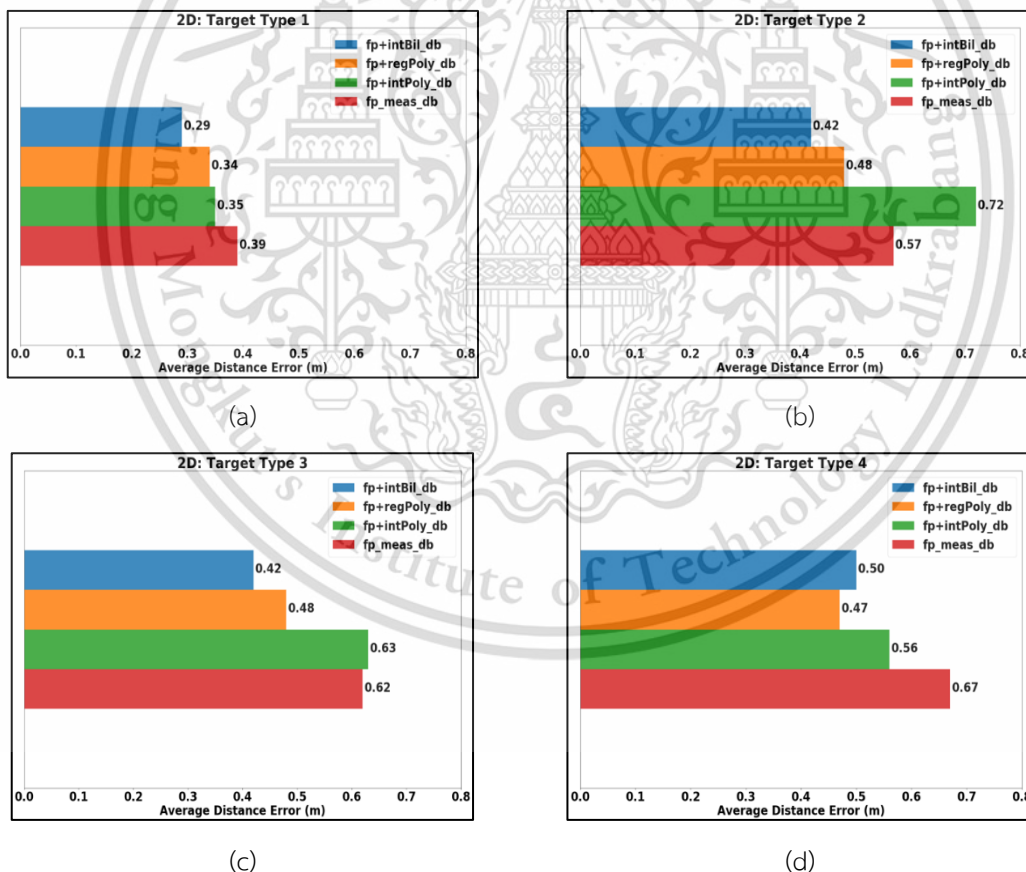 2D: Target Type 1
fp+intBil_db
fp+regPoly_db
fp+intPoly_db
fp_meas_db
0.29
0.34
0.35
0.39
0.0 0.1 0.2 0.3 0.4 0.5 0.6 0.7 0.8
Average Distance Error (m)
(a)
2D: Target Type 2
fp+intBil_db
fp+regPoly_db
fp+intPoly_db
fp_meas_db
0.42
0.48
0.72
0.57
0.0 0.1 0.2 0.3 0.4 0.5 0.6 0.7 0.8
Average Distance Error (m)
(b)
2D: Target Type 3
fp+intBil_db
fp+regPoly_db
fp+intPoly_db
fp_meas_db
0.42
0.48
0.63
0.62
0.0 0.1 0.2 0.3 0.4 0.5 0.6 0.7 0.8
Average Distance Error (m)
(c)
2D: Target Type 4
fp+intBil_db
fp+regPoly_db
fp+intPoly_db
fp_meas_db
0.50
0.47
0.56
0.67
0.0 0.1 0.2 0.3 0.4 0.5 0.6 0.7 0.8
Average Distance Error (m)
(d)
King Mongkut's Institute of Technology Ladkrabang